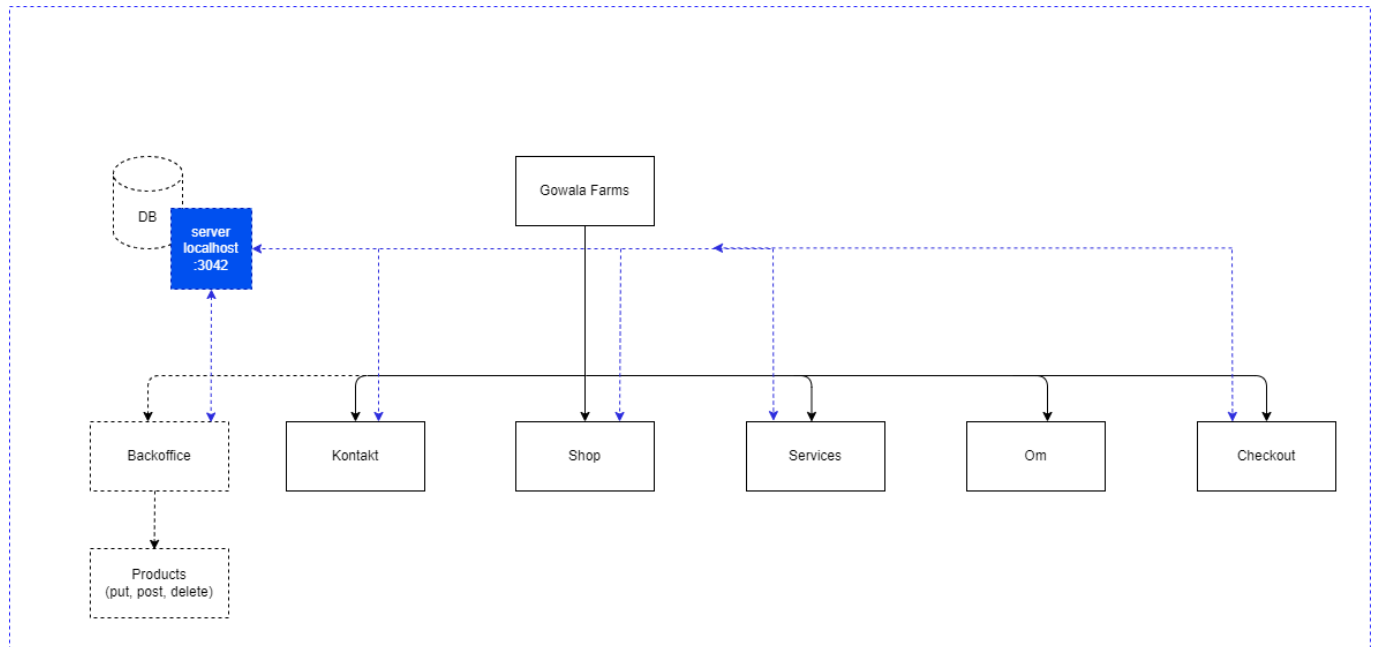 Gowala Farms
DB
server
localhost
:3042
Backoffice
Kontakt
Shop
Services
Om
Checkout
Products
(put, post, delete)